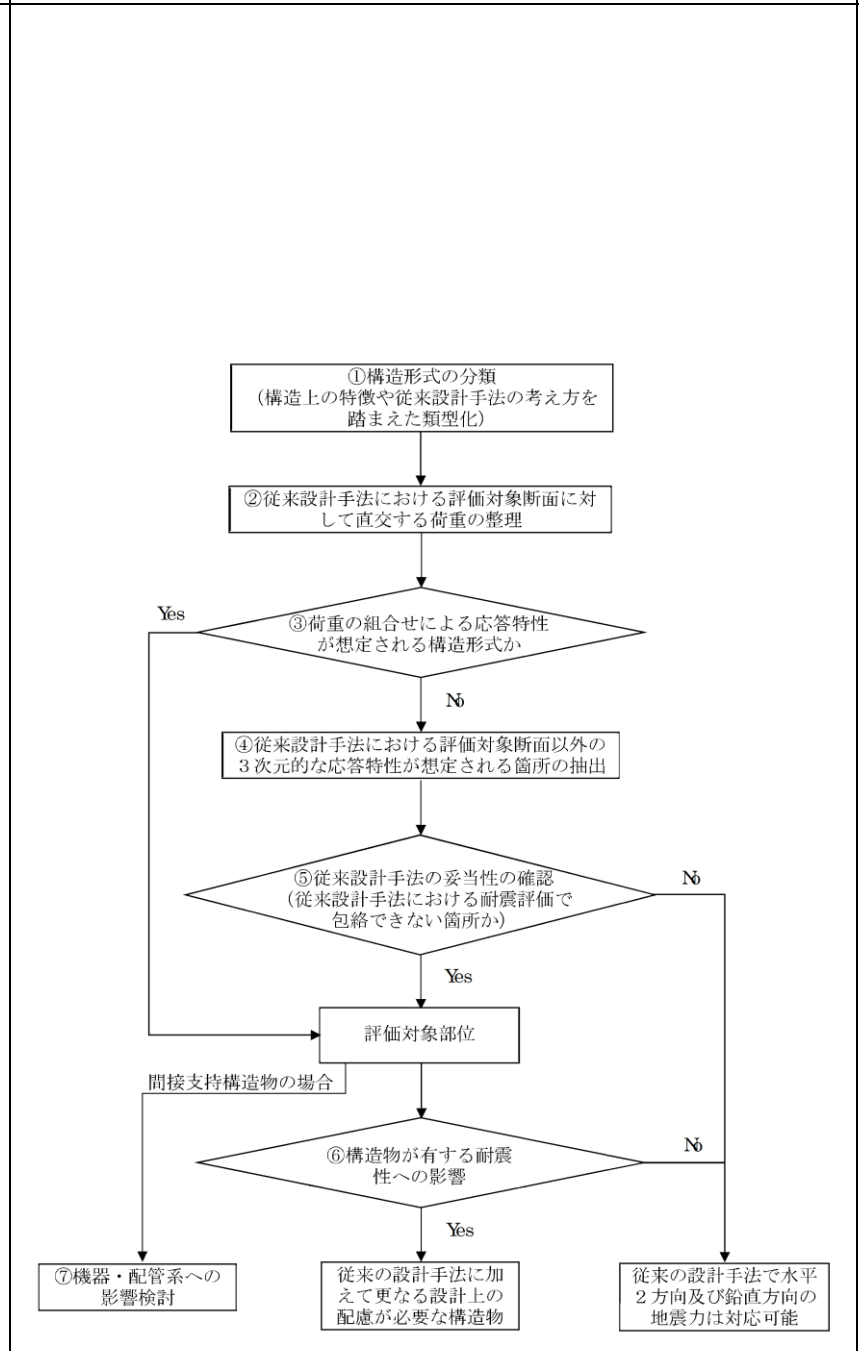 ①構造形式の分類
（構造上の特徴や従来設計手法の考え方を
踏まえた類型化）
②従来設計手法における評価対象断面に対
して直交する荷重の整理
Yes
③荷重の組合せによる応答特性
が想定される構造形式か
No
④従来設計手法における評価対象断面以外の
３次元的な応答特性が想定される箇所の抽出
⑤従来設計手法の妥当性の確認
（従来設計手法における耐震評価で
包絡できない箇所か）
No
Yes
評価対象部位
間接支持構造物の場合
⑥構造物が有する耐震
性への影響
No
Yes
⑦機器・配管系への
影響検討
従来の設計手法に加
えて更なる設計上の
配慮が必要な構造物
従来の設計手法で水平
２方向及び鉛直方向の
地震力は対応可能